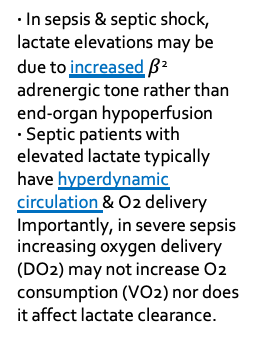 · In sepsis & septic shock,
lactate elevations may be
due to increased β²
adrenergic tone rather than
end-organ hypoperfusion
· Septic patients with
elevated lactate typically
have hyperdynamic
circulation & O2 delivery
Importantly, in severe sepsis
increasing oxygen delivery
(DO2) may not increase O2
consumption (VO2) nor does
it affect lactate clearance.